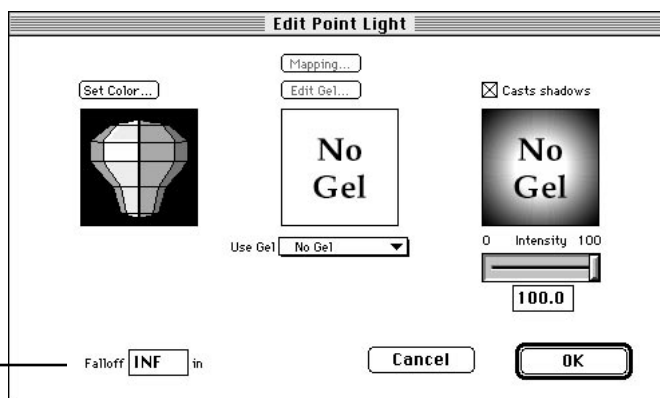 Edit Point Light
Mapping...
Set Color...
Edit Gel...
Casts shadows
No
Gel
No
Gel
Use Gel No Gel
0 Intensity 100
100.0
Falloff INF in
Cancel
OK